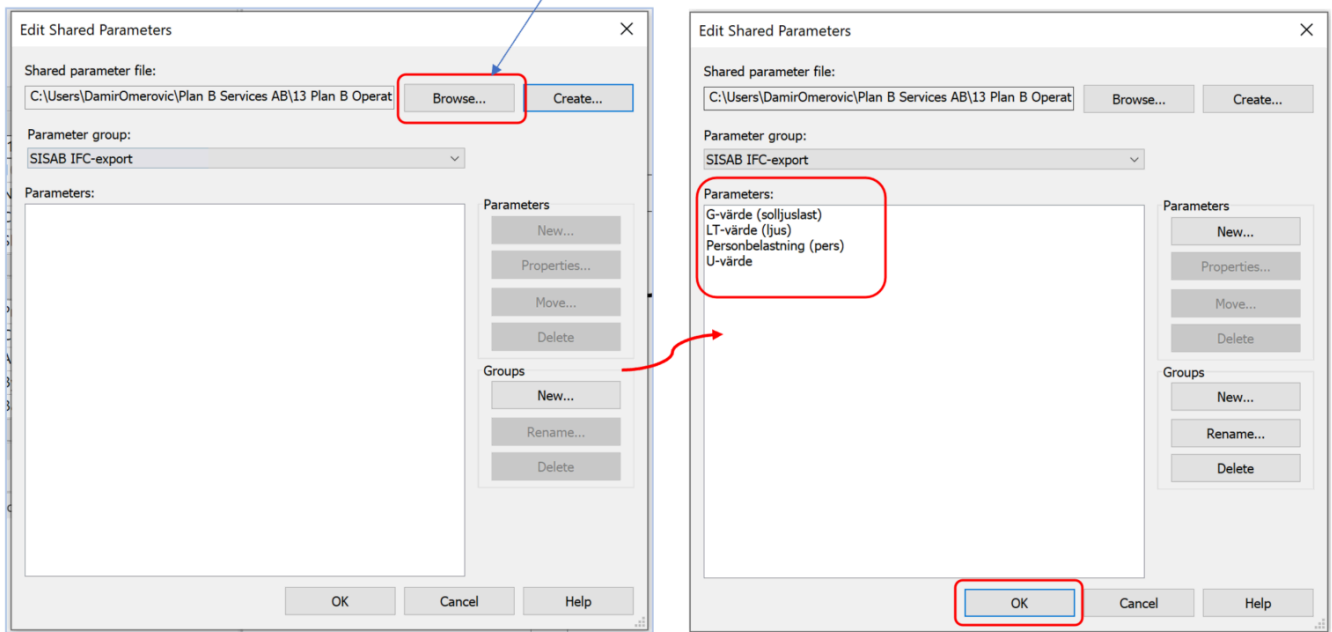 Edit Shared Parameters
Shared parameter file:
C:\Users\DamirOmerovic\Plan B Services AB\13 Plan B Operat
Browse...
Create...
Parameter group:
SISAB IFC-export
Parameters:
Parameters
New...
Properties...
Move...
Delete
Groups
New...
Rename...
Delete
OK
Cancel
Help
Edit Shared Parameters
Shared parameter file:
C:\Users\DamirOmerovic\Plan B Services AB\13 Plan B Operat
Browse...
Create...
Parameter group:
SISAB IFC-export
Parameters:
G-värde (solljuslast)
LT-värde (ljus)
Personbelastning (pers)
U-värde
Parameters
New...
Properties...
Move...
Delete
Groups
New...
Rename...
Delete
OK
Cancel
Help